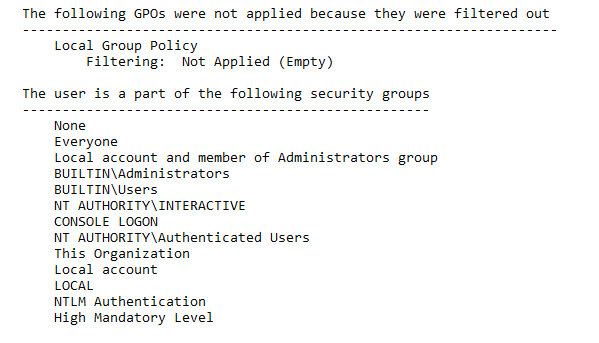 The following GPOs were not applied because they were filtered out
-------------------------------------------------------------------
Local Group Policy
Filtering:  Not Applied (Empty)
The user is a part of the following security groups
---------------------------------------------------
None
Everyone
Local account and member of Administrators group
BUILTIN\Administrators
BUILTIN\Users
NT AUTHORITY\INTERACTIVE
CONSOLE LOGON
NT AUTHORITY\Authenticated Users
This Organization
Local account
LOCAL
NTLM Authentication
High Mandatory Level